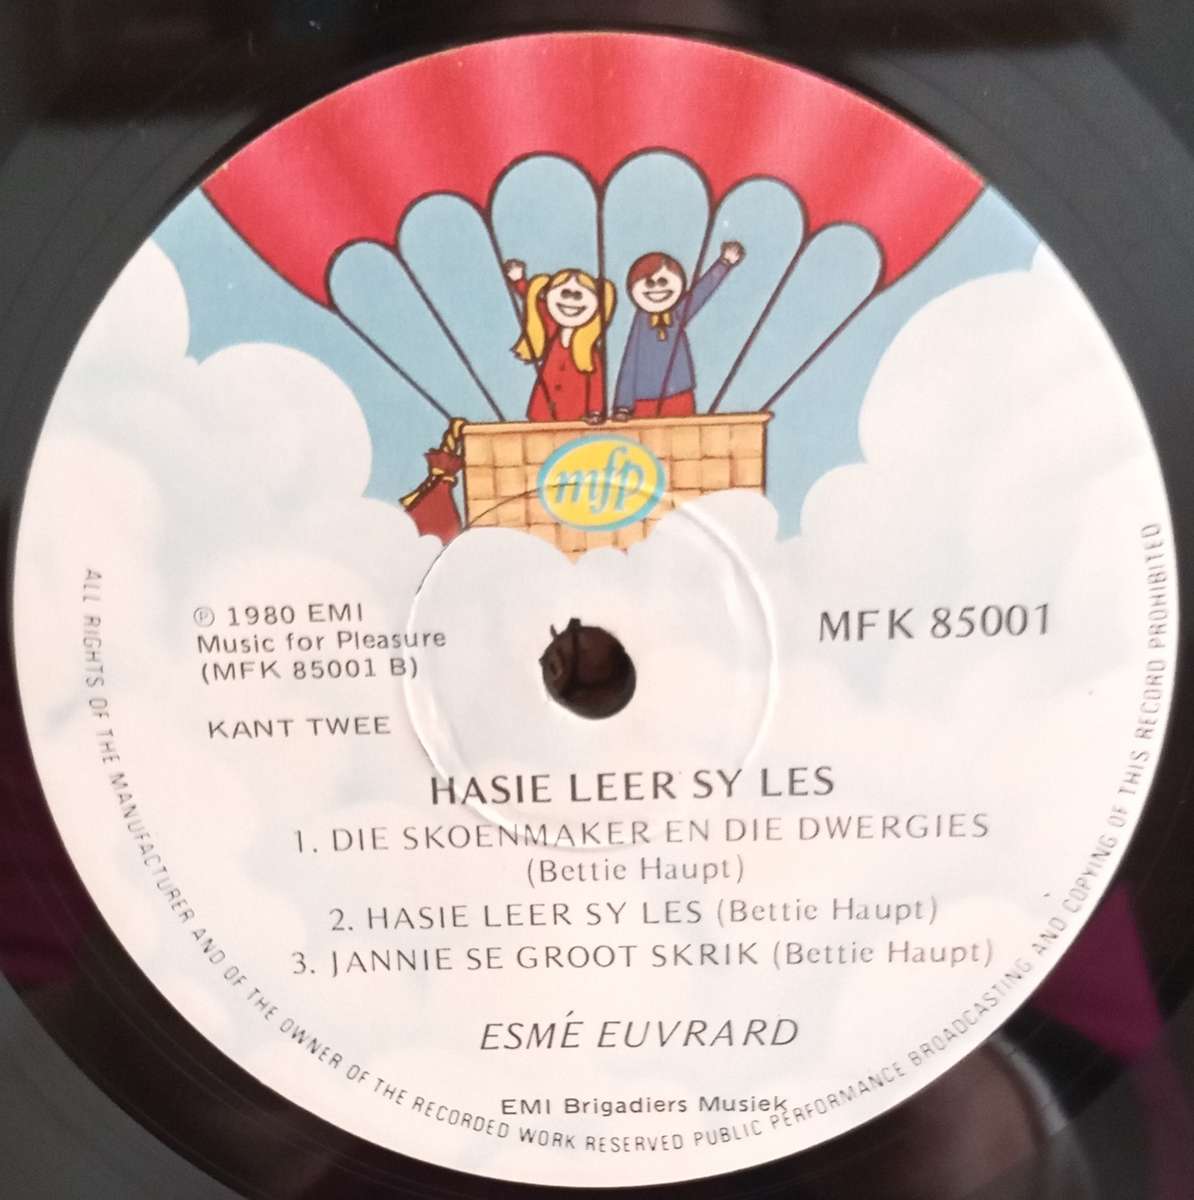 mfp
℗ 1980 EMI
Music for Pleasure
(MFK 85001 B)
MFK 85001
KANT TWEE
HASIE LEER SY LES
1. DIE SKOENMAKER EN DIE DWERGIES
(Bettie Haupt)
2. HASIE LEER SY LES (Bettie Haupt)
3. JANNIE SE GROOT SKRIK (Bettie Haupt)
ESMÉ EUVRARD
EMI Brigadiers Musiek
ALL RIGHTS OF THE MANUFACTURER AND OF THE OWNER OF THE RECORDED WORK RESERVED PUBLIC PERFORMANCE BROADCASTING AND COPYING OF THIS RECORD PROHIBITED